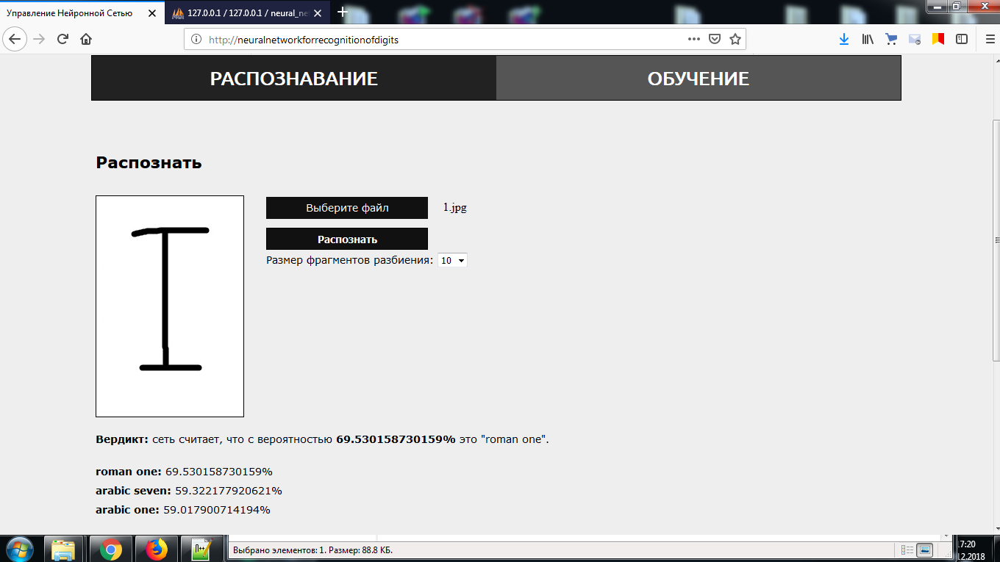 Управление Нейронной Сетью
127.0.0.1 / 127.0.0.1 / neural_ne
http://neuralnetworkforrecognitionofdigits
РАСПОЗНАВАНИЕ
ОБУЧЕНИЕ
Распознать
Выберите файл
1.jpg
Распознать
Размер фрагментов разбиения: 10
Вердикт: сеть считает, что с вероятностью 69.530158730159% это "roman one".
roman one: 69.530158730159%
arabic seven: 59.322177920621%
arabic one: 59.017900714194%
Выбрано элементов: 1. Размер: 88.8 КБ.
17:20
.12.2018